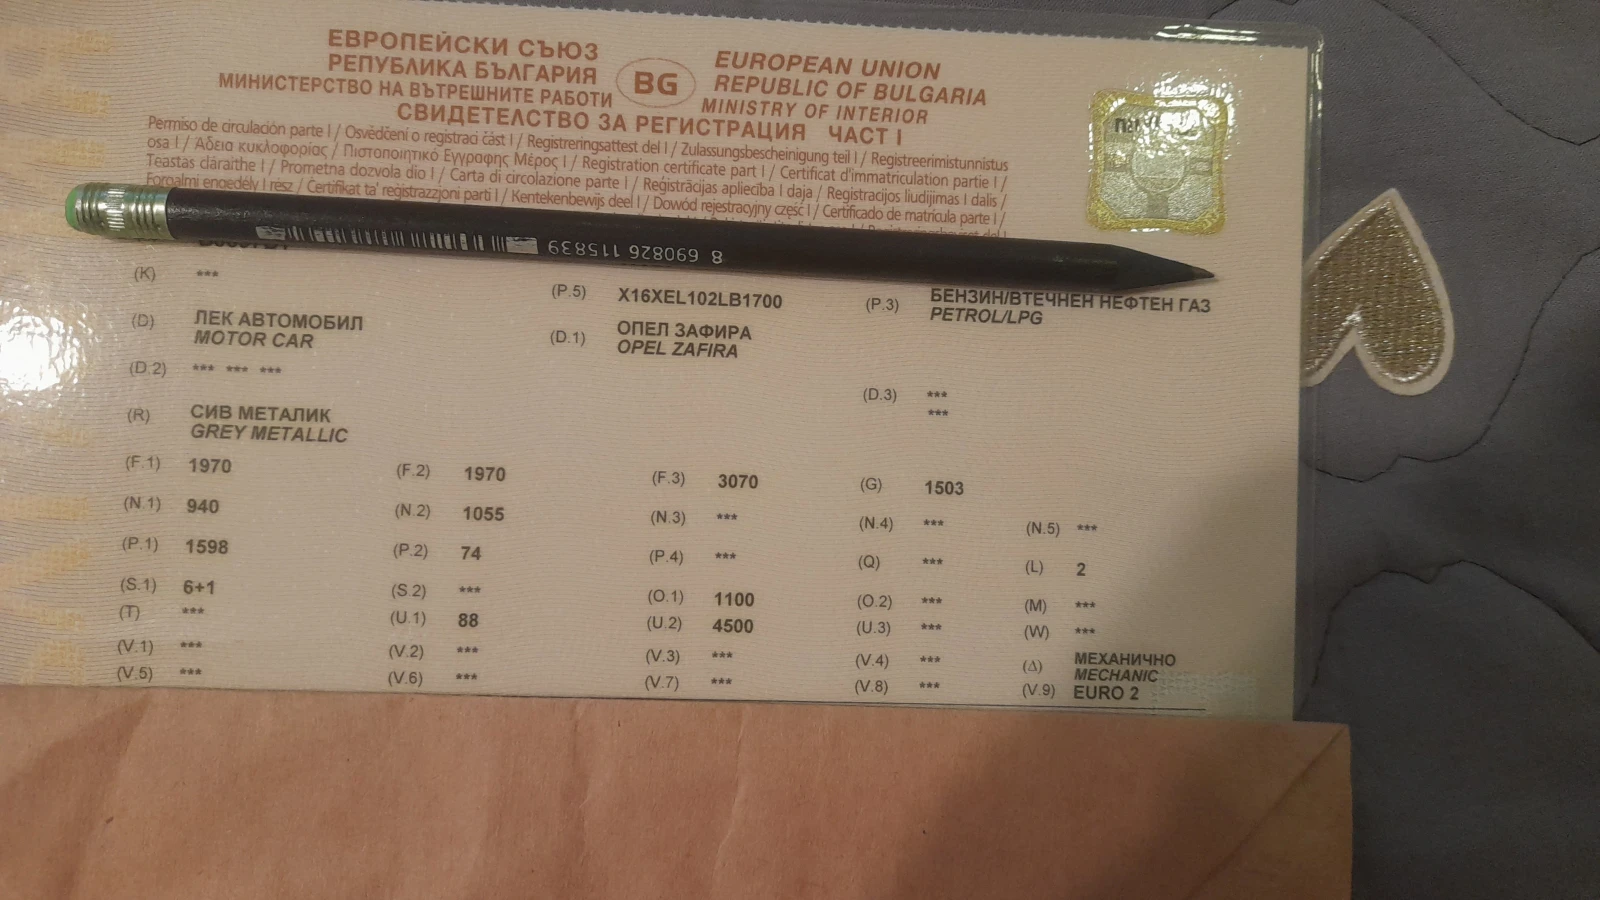 ЕВРОПЕЙСКИ СЪЮЗ
РЕПУБЛИКА БЪЛГАРИЯ
МИНИСТЕРСТВО НА ВЪТРЕШНИТЕ РАБОТИ
BG
EUROPEAN UNION
REPUBLIC OF BULGARIA
MINISTRY OF INTERIOR
СВИДЕТЕЛСТВО ЗА РЕГИСТРАЦИЯ ЧАСТ I
Permiso de circulación parte I / Osvědčení o registraci část I / Registreringsattest del I / Zulassungsbescheinigung teil I / Registreerimistunnistus
osa I / Άδεια κυκλοφορίας / Πιστοποιητικό Εγγραφης Μέρος I / Registration certificate part I / Certificat d'immatriculation partie I /
Teastas cláraithe I / Prometna dozvola dio I / Carta di circolazione parte I / Reģistrācijas apliecība I daja / Registracijos liudijimas I dalis /
Forgalmi engedély I rész / Ċertifikat ta' reġistrazzjoni parti I / Kentekenbewijs deel I / Dowód rejestracyjny część I / Certificado de matrícula parte I /
8 690826 115839
(K) ***
(P.5) X16XEL102LB1700
(P.3) БЕНЗИН/ВТЕЧНЕН НЕФТЕН ГАЗ
PETROL/LPG
(D) ЛЕК АВТОМОБИЛ
MOTOR CAR
(D.1) ОПЕЛ ЗАФИРА
OPEL ZAFIRA
(D.2) *** *** ***
(D.3) ***
***
(R) СИВ МЕТАЛИК
GREY METALLIC
(F.1) 1970 (F.2) 1970 (F.3) 3070 (G) 1503
(N.1) 940 (N.2) 1055 (N.3) *** (N.4) *** (N.5) ***
(P.1) 1598 (P.2) 74 (P.4) *** (Q) *** (L) 2
(S.1) 6+1 (S.2) *** (O.1) 1100 (O.2) *** (M) ***
(T) *** (U.1) 88 (U.2) 4500 (U.3) *** (W) ***
(V.1) *** (V.2) *** (V.3) *** (V.4) *** (Δ) МЕХАНИЧНО
MECHANIC
(V.5) *** (V.6) *** (V.7) *** (V.8) *** (V.9) EURO 2